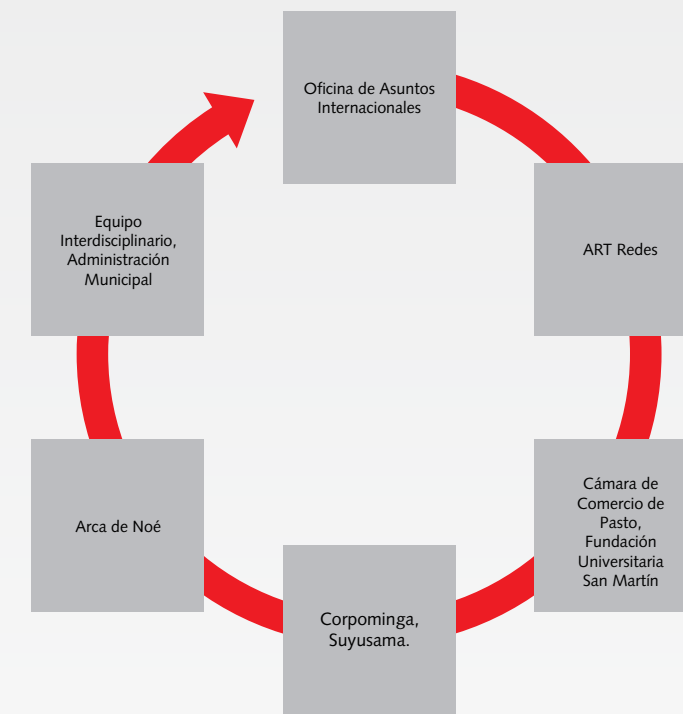 Oficina de Asuntos
Internacionales
ART Redes
Cámara de
Comercio de
Pasto,
Fundación
Universitaria
San Martín
Corpominga,
Suyusama.
Arca de Noé
Equipo
Interdisciplinario,
Administración
Municipal